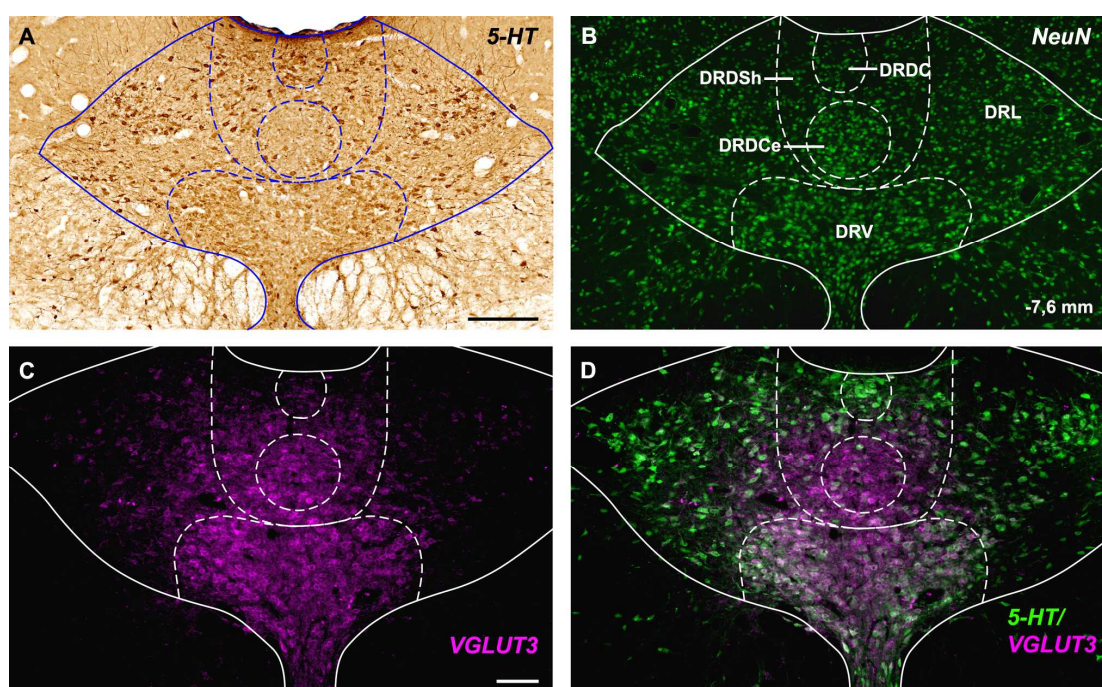 A
5-HT
B
NeuN
DRDSh
DRDC
DRL
DRDCe
DRV
-7,6 mm
C
VGLUT3
D
5-HT/
VGLUT3